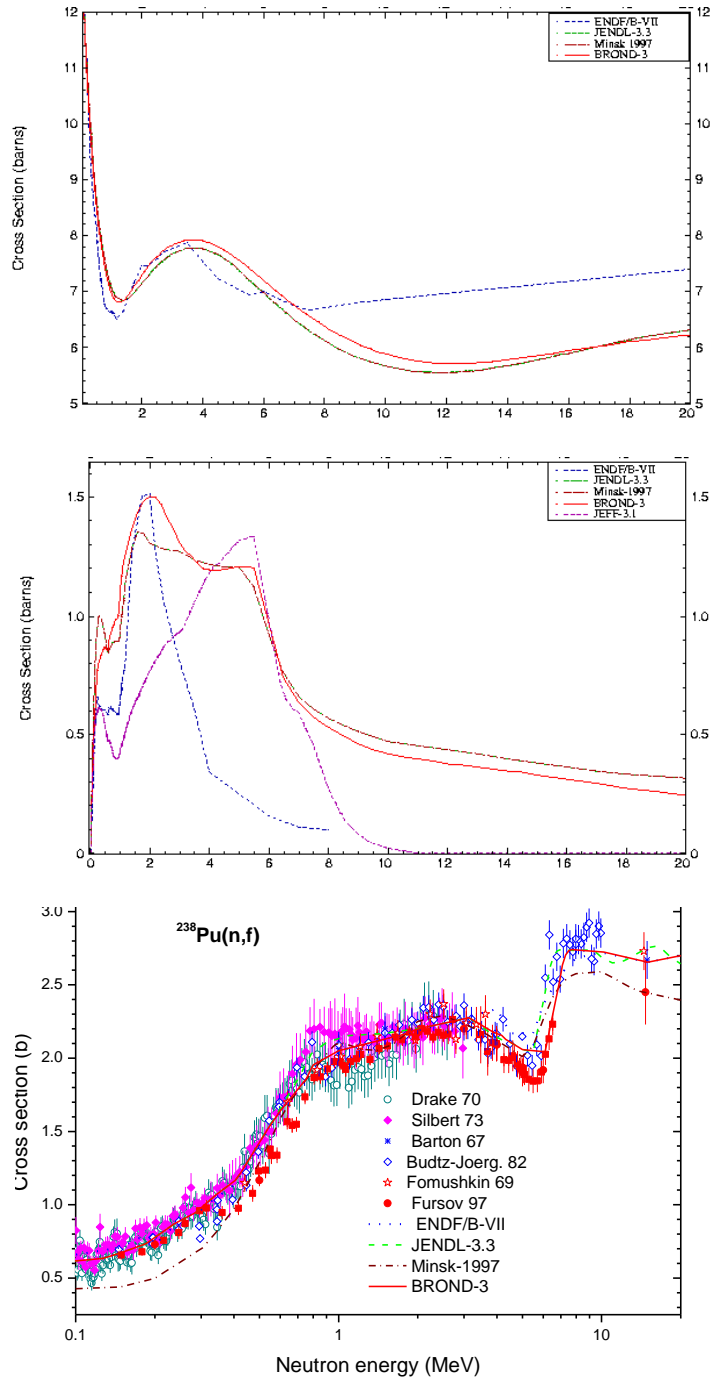 12
11
10
9
8
7
6
5
Cross Section (barns)
2 4 6 8 10 12 14 16 18 20
12
11
10
9
8
7
6
5
ENDF/B-VII
JENDL-3.3
Minsk 1997
BROND-3
1.5
1.0
0.5
0
Cross Section (barns)
0 2 4 6 8 10 12 14 16 18 20
1.5
1.0
0.5
0
ENDF/B-VII
JENDL-3.3
Minsk-1997
BROND-3
JEFF-3.1
3.0
2.5
2.0
1.5
1.0
0.5
Cross section (b)
238Pu(n,f)
Drake 70
Silbert 73
Barton 67
Budtz-Joerg. 82
Fomushkin 69
Fursov 97
ENDF/B-VII
JENDL-3.3
Minsk-1997
BROND-3
0.1 1 10
Neutron energy (MeV)